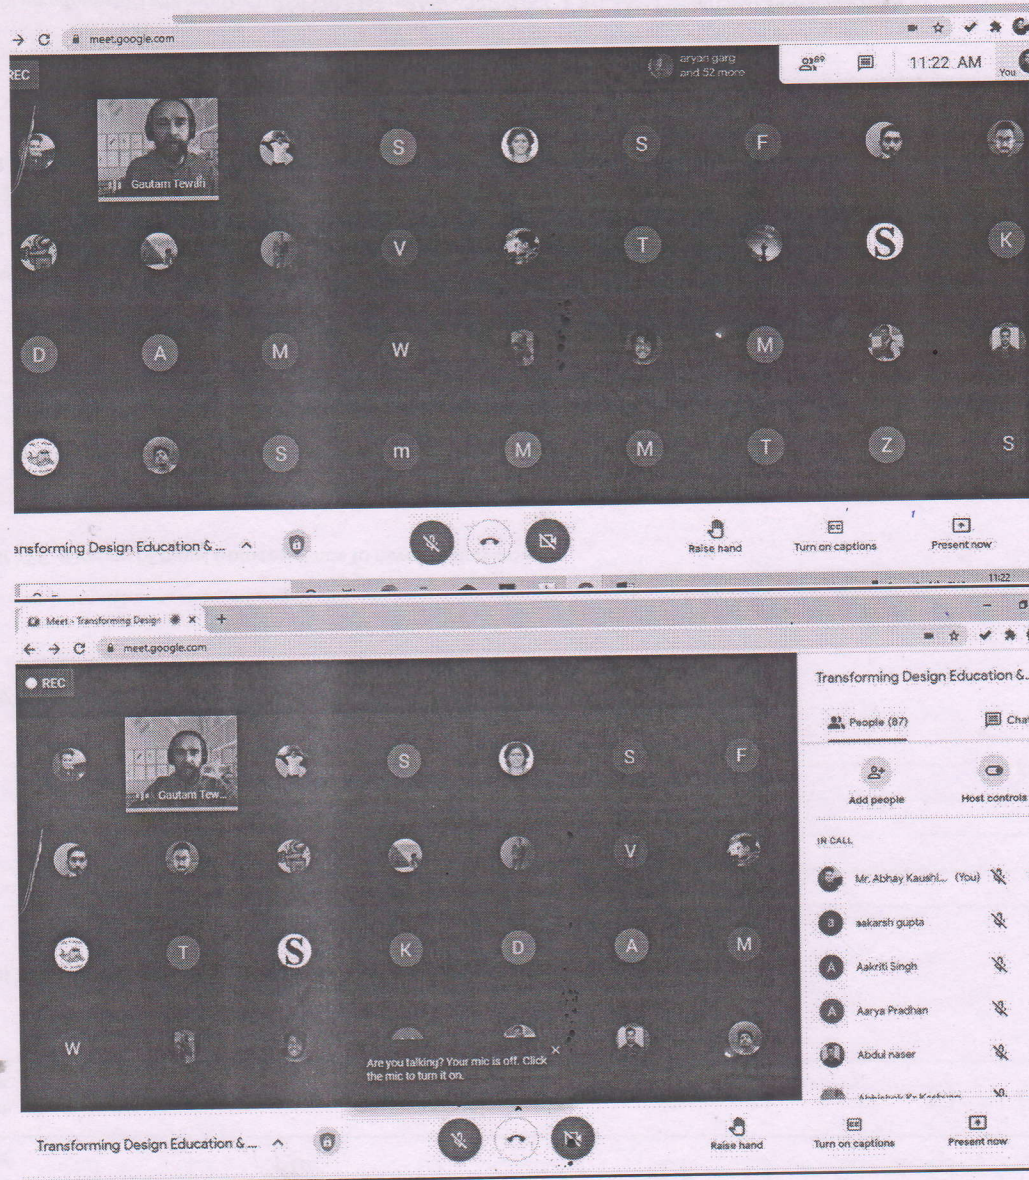 meet.google.com
REC
aryan garg
and 52 more
89
11:22 AM
You
Gautam Tewari
S
S
F
V
T
S
K
D
A
M
W
M
S
m
M
M
T
Z
S
ansforming Design Education & ...
Raise hand
Turn on captions
Present now
11:22
Meet - Transforming Design
meet.google.com
REC
Transforming Design Education &...
People (87)
Chat
Add people
Host controls
IN CALL
Mr. Abhay Kaushi... (You)
aakarsh gupta
Aakriti Singh
Aarya Pradhan
Abdul naser
Gautam Tew...
S
S
F
V
T
S
K
D
A
M
W
Are you talking? Your mic is off. Click
the mic to turn it on.
Transforming Design Education & ...
Raise hand
Turn on captions
Present now